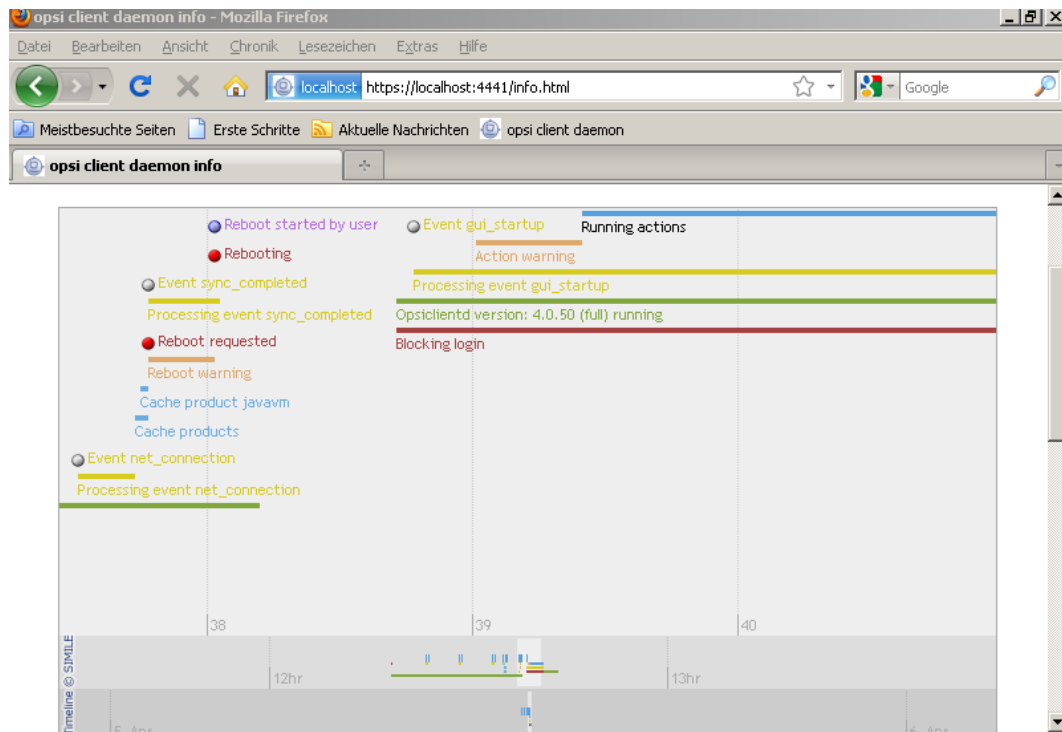 opsi client daemon info - Mozilla Firefox
Datei Bearbeiten Ansicht Chronik Lesezeichen Extras Hilfe
localhost https://localhost:4441/info.html Google
Meistbesuchte Seiten Erste Schritte Aktuelle Nachrichten opsi client daemon
opsi client daemon info
Reboot started by user Event gui_startup Running actions
Rebooting Action warning
Event sync_completed Processing event gui_startup
Processing event sync_completed Opsiclientd version: 4.0.50 (full) running
Reboot requested Blocking login
Reboot warning
Cache product javavm
Cache products
Event net_connection
Processing event net_connection
38 39 40
12hr 13hr
Timeline © SIMILE
5. Apr 6. Apr